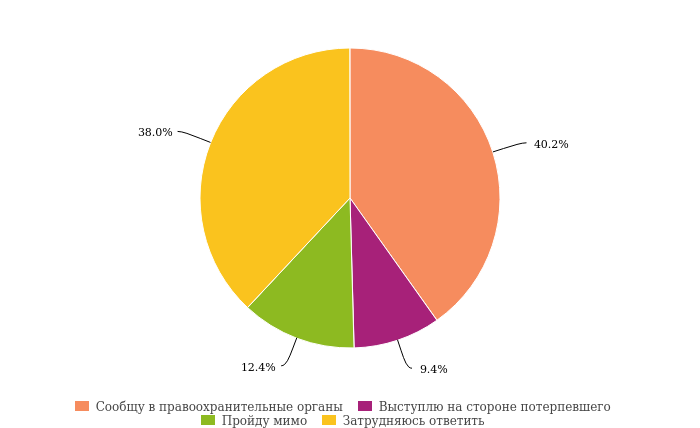 38.0%
40.2%
12.4%
9.4%
Сообщу в правоохранительные органы Выступлю на стороне потерпевшего
Пройду мимо Затрудняюсь ответить